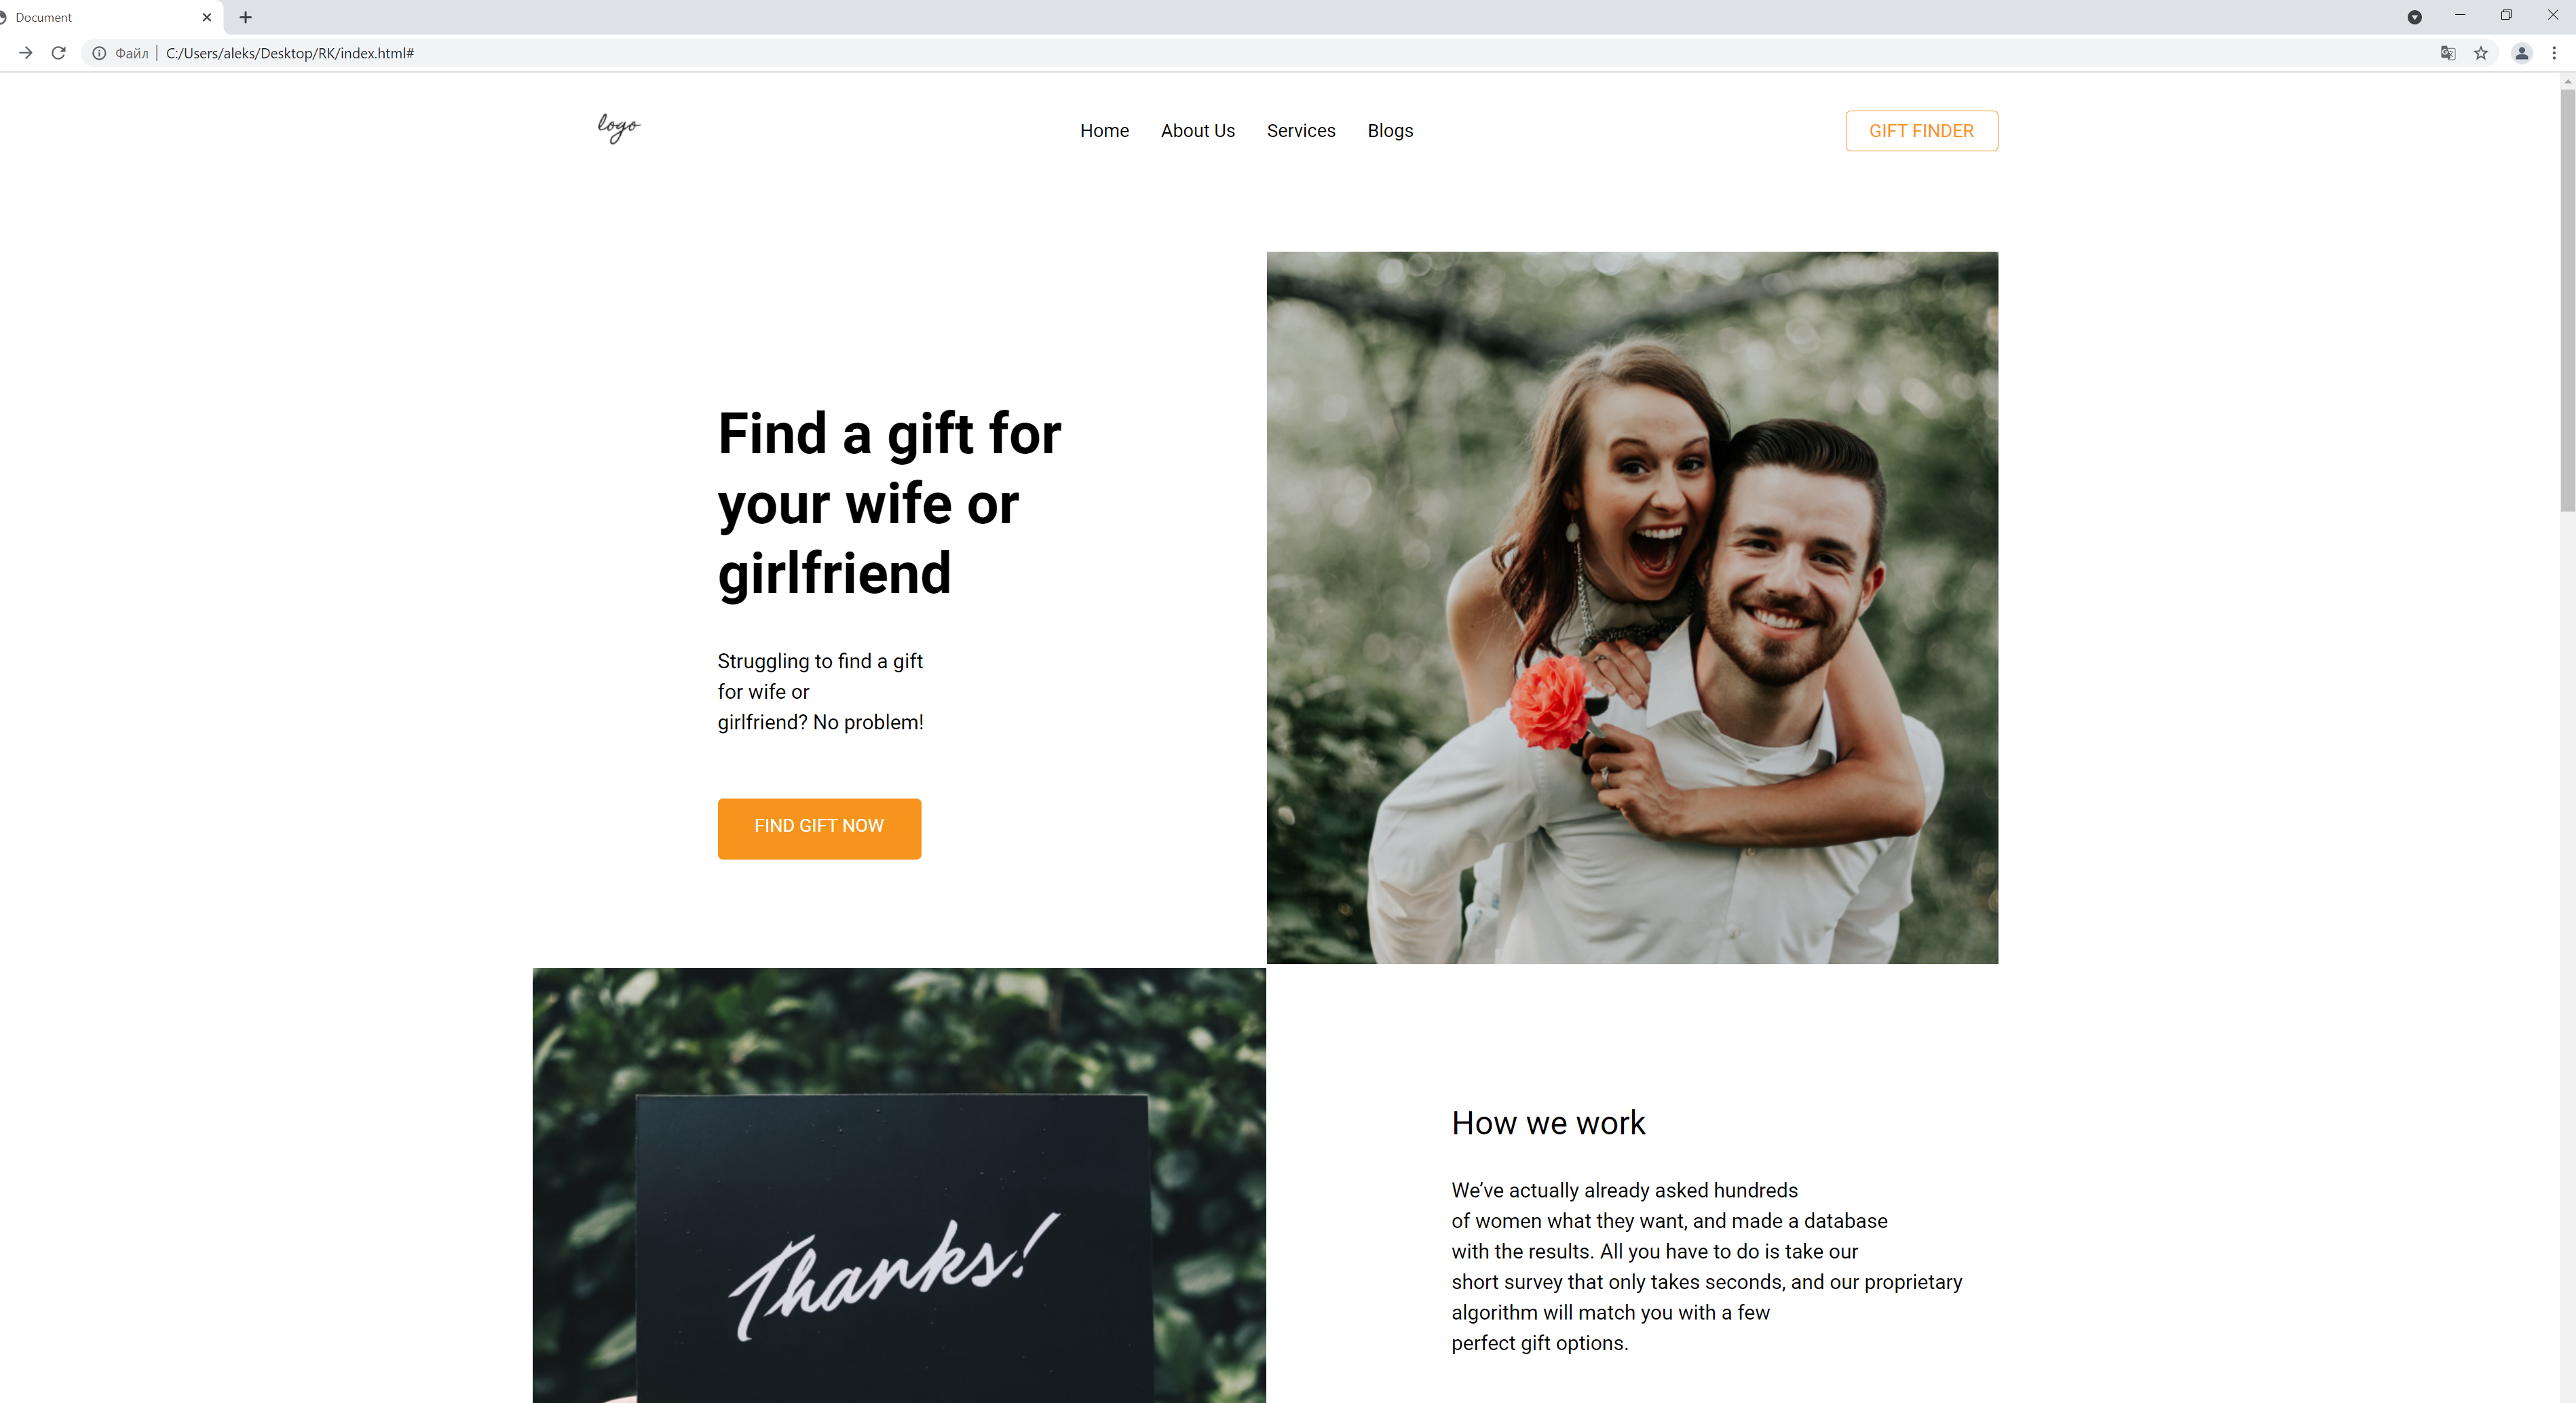 Document
Файл
C:/Users/aleks/Desktop/RK/index.html#
logo
Home About Us Services Blogs
GIFT FINDER
Find a gift for
your wife or
girlfriend
Struggling to find a gift
for wife or
girlfriend? No problem!
FIND GIFT NOW
Thanks!
How we work
We’ve actually already asked hundreds
of women what they want, and made a database
with the results. All you have to do is take our
short survey that only takes seconds, and our proprietary
algorithm will match you with a few
perfect gift options.